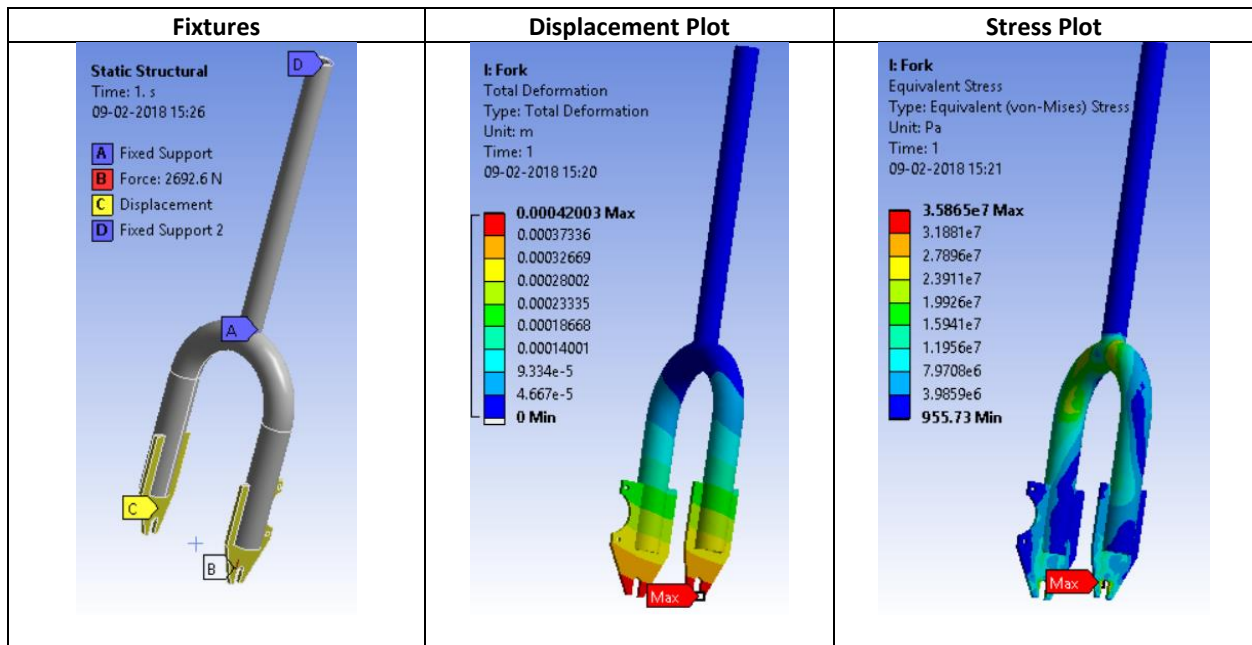 Fixtures
Displacement Plot
Stress Plot
Static Structural
Time: 1. s
09-02-2018 15:26
A Fixed Support
B Force: 2692.6 N
C Displacement
D Fixed Support 2
D
A
C
B
I: Fork
Total Deformation
Type: Total Deformation
Unit: m
Time: 1
09-02-2018 15:20
0.00042003 Max
0.00037336
0.00032669
0.00028002
0.00023335
0.00018668
0.00014001
9.334e-5
4.667e-5
0 Min
Max
I: Fork
Equivalent Stress
Type: Equivalent (von-Mises) Stress
Unit: Pa
Time: 1
09-02-2018 15:21
3.5865e7 Max
3.1881e7
2.7896e7
2.3911e7
1.9926e7
1.5941e7
1.1956e7
7.9708e6
3.9859e6
955.73 Min
Max